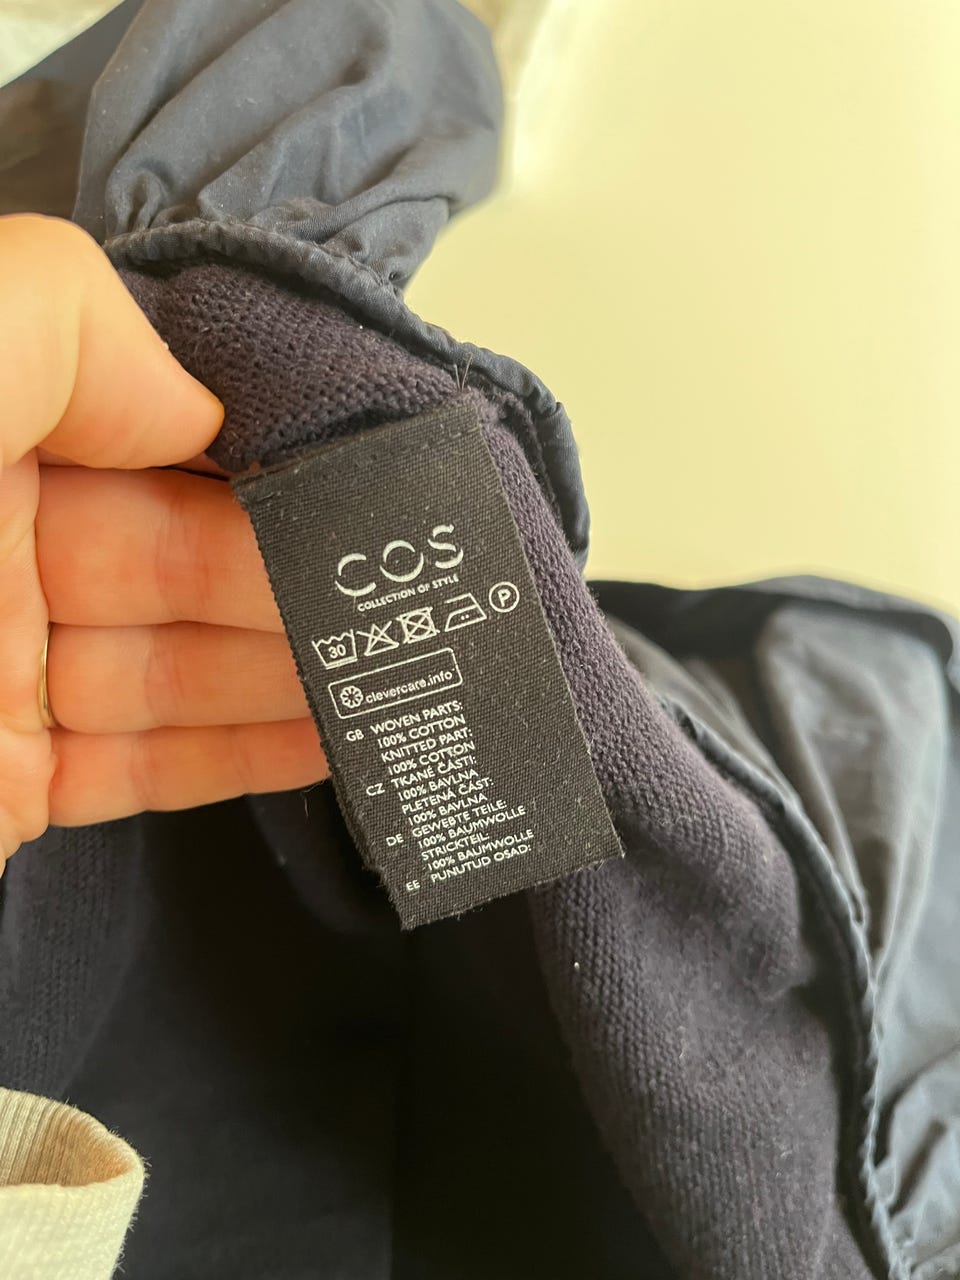 COS
COLLECTION OF STYLE
30 P
clevercare.info
GB WOVEN PARTS:
100% COTTON
KNITTED PART:
100% COTTON
CZ TKANÉ ČÁSTI:
100% BAVLNA
PLETENÁ ČÁST:
100% BAVLNA
DE GEWEBTE TEILE:
100% BAUMWOLLE
STRICKTEIL:
100% BAUMWOLLE
EE PUNUTUD OSAD: